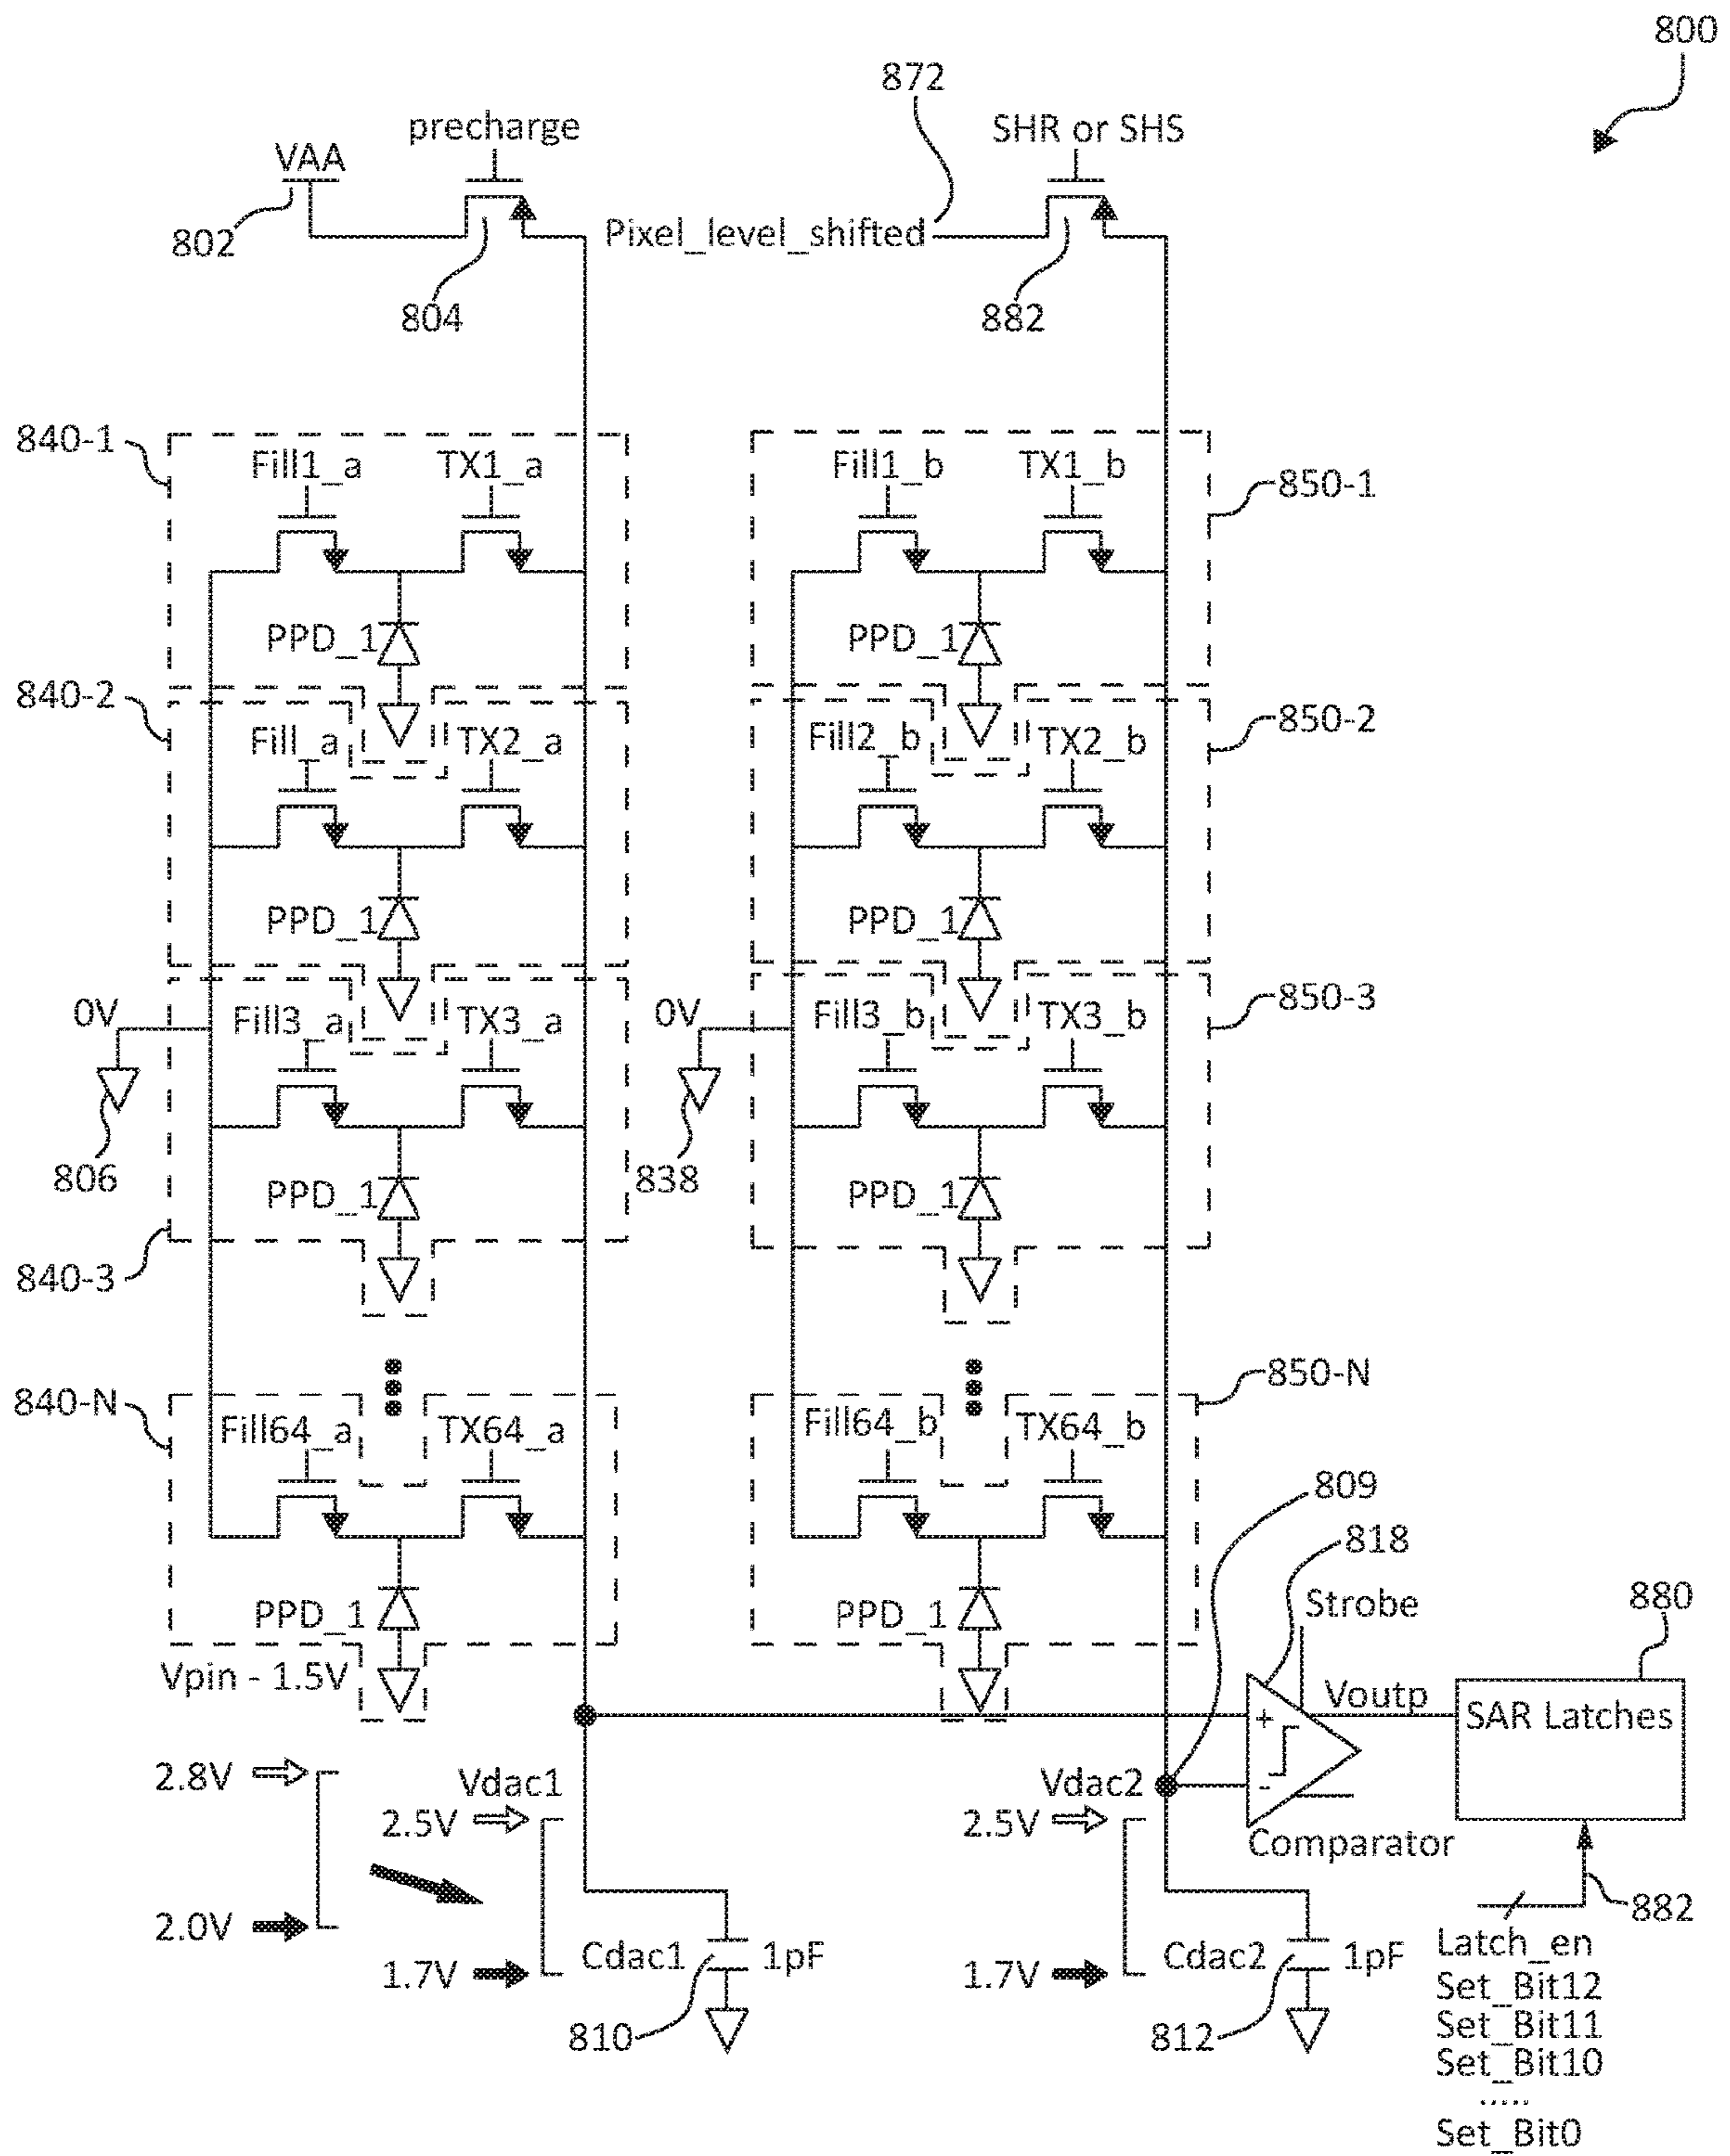 800
872
precharge
SHR or SHS
VAA
802
Pixel_level_shifted
804
882
840-1
Fill1_a
TX1_a
Fill1_b
TX1_b
850-1
PPD_1
PPD_1
840-2
850-2
Fill_a
TX2_a
Fill2_b
TX2_b
PPD_1
PPD_1
850-3
0V
Fill3_a
TX3_a
0V
Fill3_b
TX3_b
806
PPD_1
838
PPD_1
840-3
840-N
850-N
Fill64_a
TX64_a
Fill64_b
TX64_b
809
818
PPD_1
PPD_1
Strobe
880
Vpin - 1.5V
+
Voutp
SAR Latches
2.8V
Vdac1
Vdac2
-
2.5V
2.5V
Comparator
2.0V
882
1.7V
Cdac1
1pF
1.7V
Cdac2
1pF
Latch_en
810
812
Set_Bit12
Set_Bit11
Set_Bit10
.....
Set_Bit0